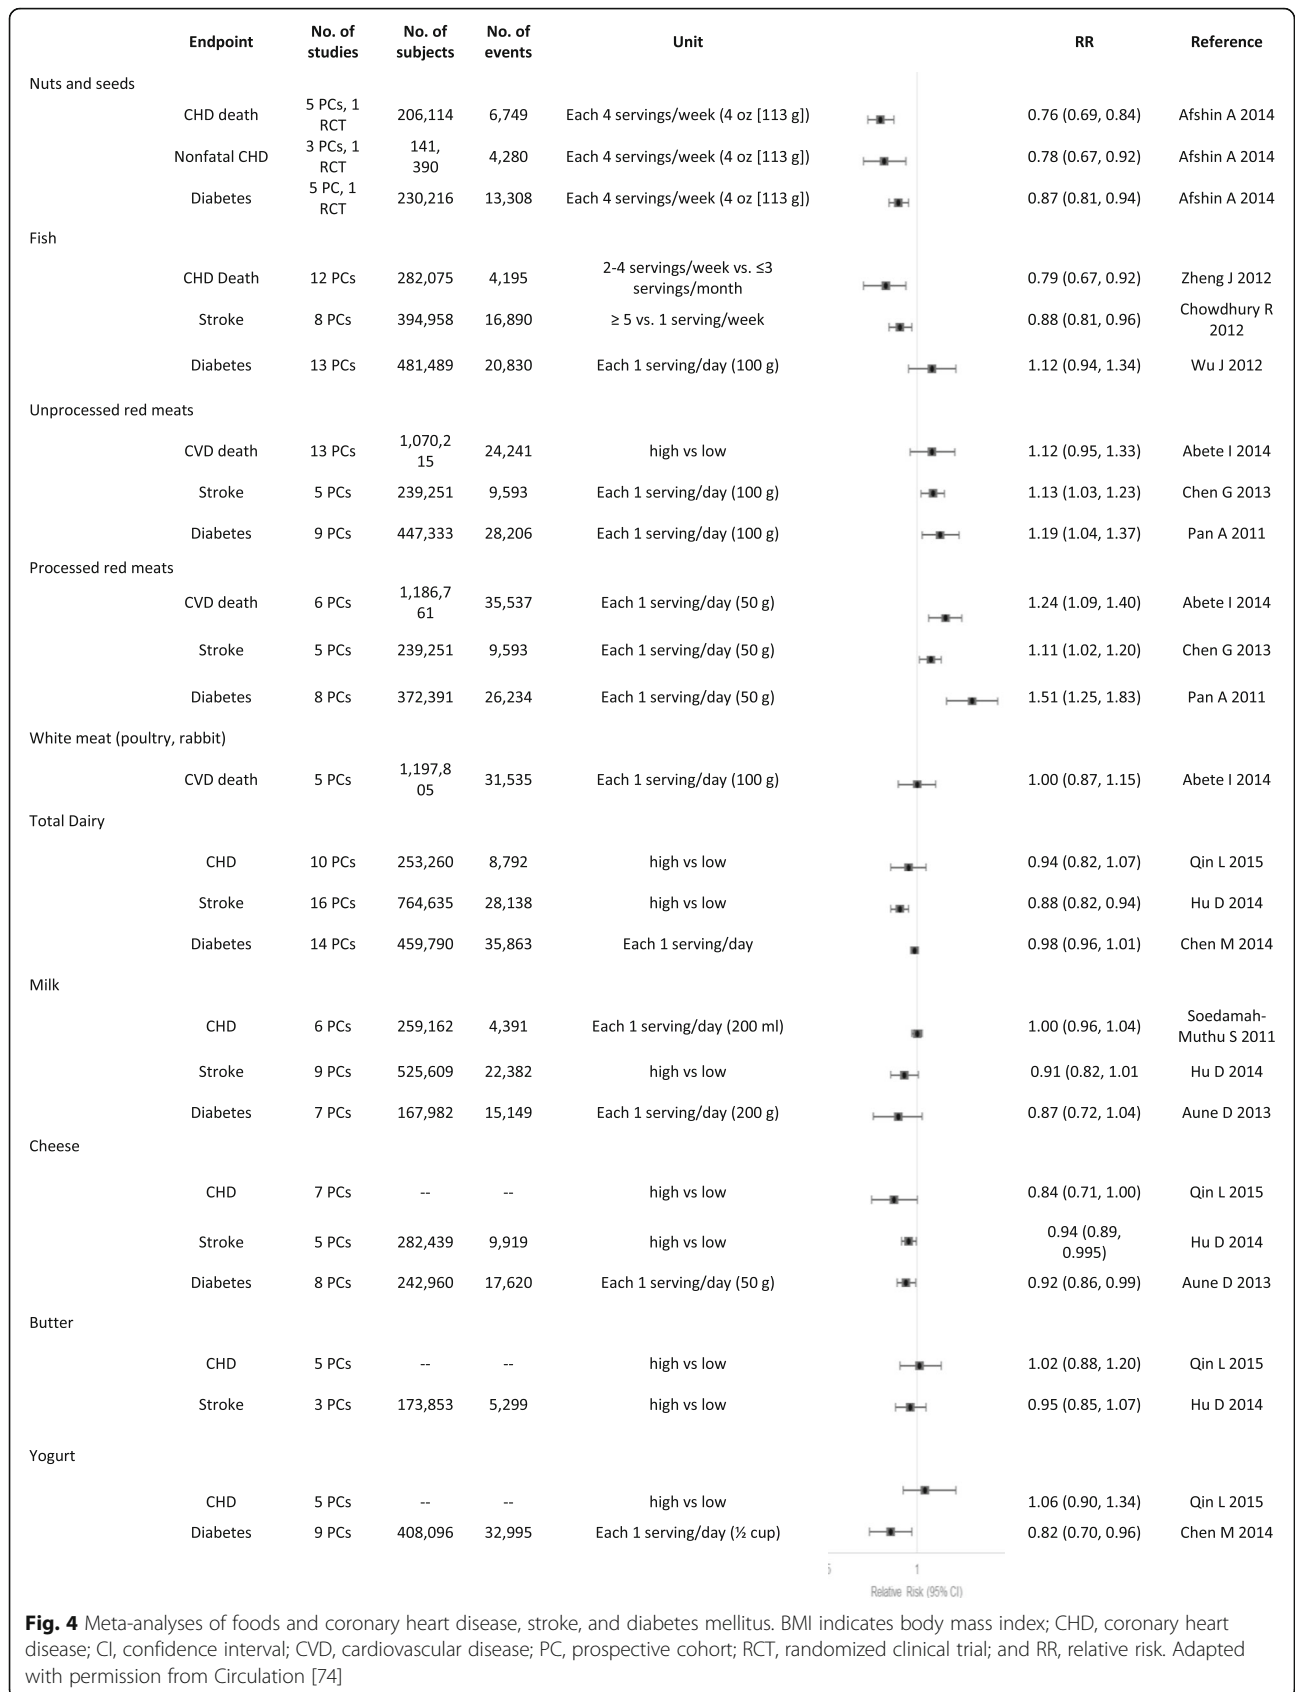 Endpoint No. of studies No. of subjects No. of events Unit RR Reference
Nuts and seeds
CHD death 5 PCs, 1 RCT 206,114 6,749 Each 4 servings/week (4 oz [113 g]) 0.76 (0.69, 0.84) Afshin A 2014
Nonfatal CHD 3 PCs, 1 RCT 141, 390 4,280 Each 4 servings/week (4 oz [113 g]) 0.78 (0.67, 0.92) Afshin A 2014
Diabetes 5 PC, 1 RCT 230,216 13,308 Each 4 servings/week (4 oz [113 g]) 0.87 (0.81, 0.94) Afshin A 2014
Fish
CHD Death 12 PCs 282,075 4,195 2-4 servings/week vs. ≤3 servings/month 0.79 (0.67, 0.92) Zheng J 2012
Stroke 8 PCs 394,958 16,890 ≥ 5 vs. 1 serving/week 0.88 (0.81, 0.96) Chowdhury R 2012
Diabetes 13 PCs 481,489 20,830 Each 1 serving/day (100 g) 1.12 (0.94, 1.34) Wu J 2012
Unprocessed red meats
CVD death 13 PCs 1,070,2 15 24,241 high vs low 1.12 (0.95, 1.33) Abete I 2014
Stroke 5 PCs 239,251 9,593 Each 1 serving/day (100 g) 1.13 (1.03, 1.23) Chen G 2013
Diabetes 9 PCs 447,333 28,206 Each 1 serving/day (100 g) 1.19 (1.04, 1.37) Pan A 2011
Processed red meats
CVD death 6 PCs 1,186,7 61 35,537 Each 1 serving/day (50 g) 1.24 (1.09, 1.40) Abete I 2014
Stroke 5 PCs 239,251 9,593 Each 1 serving/day (50 g) 1.11 (1.02, 1.20) Chen G 2013
Diabetes 8 PCs 372,391 26,234 Each 1 serving/day (50 g) 1.51 (1.25, 1.83) Pan A 2011
White meat (poultry, rabbit)
CVD death 5 PCs 1,197,8 05 31,535 Each 1 serving/day (100 g) 1.00 (0.87, 1.15) Abete I 2014
Total Dairy
CHD 10 PCs 253,260 8,792 high vs low 0.94 (0.82, 1.07) Qin L 2015
Stroke 16 PCs 764,635 28,138 high vs low 0.88 (0.82, 0.94) Hu D 2014
Diabetes 14 PCs 459,790 35,863 Each 1 serving/day 0.98 (0.96, 1.01) Chen M 2014
Milk
CHD 6 PCs 259,162 4,391 Each 1 serving/day (200 ml) 1.00 (0.96, 1.04) Soedamah-Muthu S 2011
Stroke 9 PCs 525,609 22,382 high vs low 0.91 (0.82, 1.01 Hu D 2014
Diabetes 7 PCs 167,982 15,149 Each 1 serving/day (200 g) 0.87 (0.72, 1.04) Aune D 2013
Cheese
CHD 7 PCs -- -- high vs low 0.84 (0.71, 1.00) Qin L 2015
Stroke 5 PCs 282,439 9,919 high vs low 0.94 (0.89, 0.995) Hu D 2014
Diabetes 8 PCs 242,960 17,620 Each 1 serving/day (50 g) 0.92 (0.86, 0.99) Aune D 2013
Butter
CHD 5 PCs -- -- high vs low 1.02 (0.88, 1.20) Qin L 2015
Stroke 3 PCs 173,853 5,299 high vs low 0.95 (0.85, 1.07) Hu D 2014
Yogurt
CHD 5 PCs -- -- high vs low 1.06 (0.90, 1.34) Qin L 2015
Diabetes 9 PCs 408,096 32,995 Each 1 serving/day (½ cup) 0.82 (0.70, 0.96) Chen M 2014
5 1
Relative Risk (95% CI)
Fig. 4 Meta-analyses of foods and coronary heart disease, stroke, and diabetes mellitus. BMI indicates body mass index; CHD, coronary heart
disease; CI, confidence interval; CVD, cardiovascular disease; PC, prospective cohort; RCT, randomized clinical trial; and RR, relative risk. Adapted
with permission from Circulation [74]